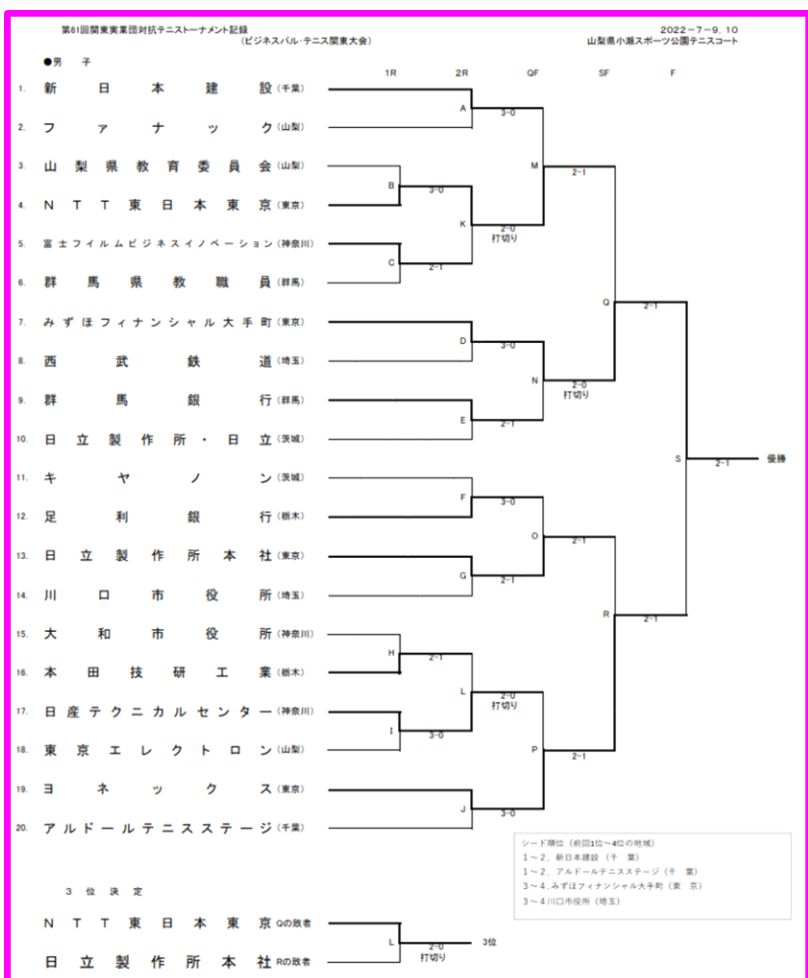 第61回関東実業団対抗テニストーナメント記録 2022-7-9.10
(ビジネスパル・テニス関東大会) 山梨県小瀬スポーツ公園テニスコート
●男 子
1R 2R QF SF F
1. 新日本建設(千葉)
A 3-0
2. ファナック(山梨)
3. 山梨県教育委員会(山梨) M 2-1
B 3-0
4. NTT東日本東京(東京)
K 2-0
打切り
5. 富士フイルムビジネスイノベーション(神奈川)
C 2-1
6. 群馬県教職員(群馬)
Q 2-1
7. みずほフィナンシャル大手町(東京)
D 3-0
8. 西武鉄道(埼玉)
N 2-0
打切り
9. 群馬銀行(群馬)
E 2-1
10. 日立製作所・日立(茨城)
S 2-1 優勝
11. キヤノン(茨城)
F 3-0
12. 足利銀行(栃木)
O 2-1
13. 日立製作所本社(東京)
G 2-1
14. 川口市役所(埼玉)
R 2-1
15. 大和市役所(神奈川)
H 2-1
16. 本田技研工業(栃木)
L 2-0
打切り
17. 日産テクニカルセンター(神奈川)
I 3-0
18. 東京エレクトロン(山梨) P 2-1
19. ヨネックス(東京)
J 3-0
20. アルドールテニスステージ(千葉)
シード順位(前回1位~4位の地域)
1~2. 新日本建設(千 葉)
1~2. アルドールテニスステージ(千 葉)
3~4.みずほフィナンシャル大手町(東 京)
3~4川口市役所(埼玉)
3 位 決 定
NTT東日本東京 Qの敗者
L 2-0 3位
打切り
日立製作所本社 Rの敗者